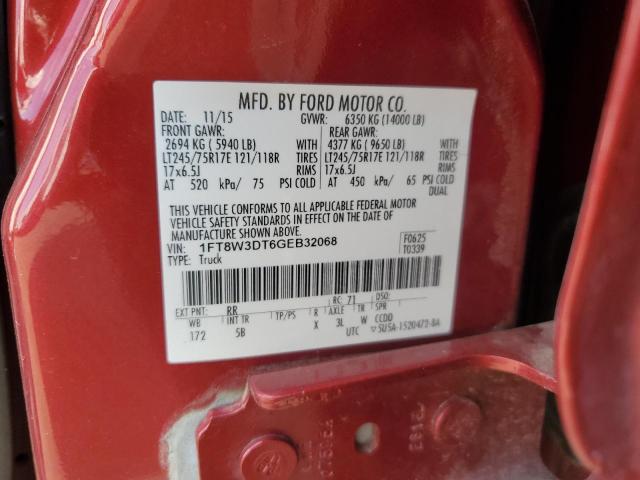 MFD. BY FORD MOTOR CO.
DATE: 11/15 GVWR: 6350 KG (14000 LB)
FRONT GAWR: REAR GAWR:
2694 KG ( 5940 LB) WITH 4377 KG ( 9650 LB) WITH
LT245/75R17E 121/118R TIRES LT245/75R17E 121/118R TIRES
17x6.5J RIMS 17x6.5J RIMS
AT 520 kPa/ 75 PSI COLD AT 450 kPa/ 65 PSI COLD
DUAL
THIS VEHICLE CONFORMS TO ALL APPLICABLE FEDERAL MOTOR
VEHICLE SAFETY STANDARDS IN EFFECT ON THE DATE OF
MANUFACTURE SHOWN ABOVE.
VIN: 1FT8W3DT6GEB32068 F0625
TYPE: Truck T0339
RC: 71 DSO:
EXT PNT: RR
WB INT TR TP/PS R AXLE TR SPR
172 5B X 3L W CCDD
UTC ▽5U5A-1520472-BA